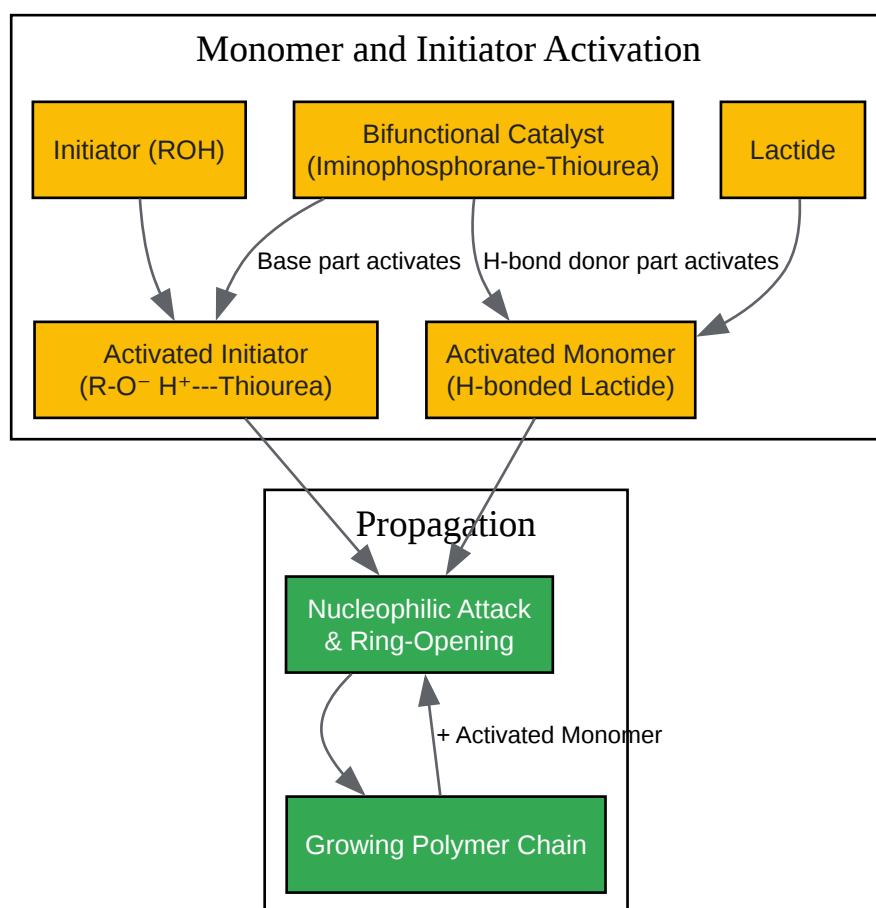 Monomer and Initiator Activation
Initiator (ROH)
Bifunctional Catalyst
(Iminophosphorane-Thiourea)
Lactide
Base part activates
H-bond donor part activates
Activated Initiator
(R-O⁻ H⁺---Thiourea)
Activated Monomer
(H-bonded Lactide)
Propagation
Nucleophilic Attack
& Ring-Opening
+ Activated Monomer
Growing Polymer Chain